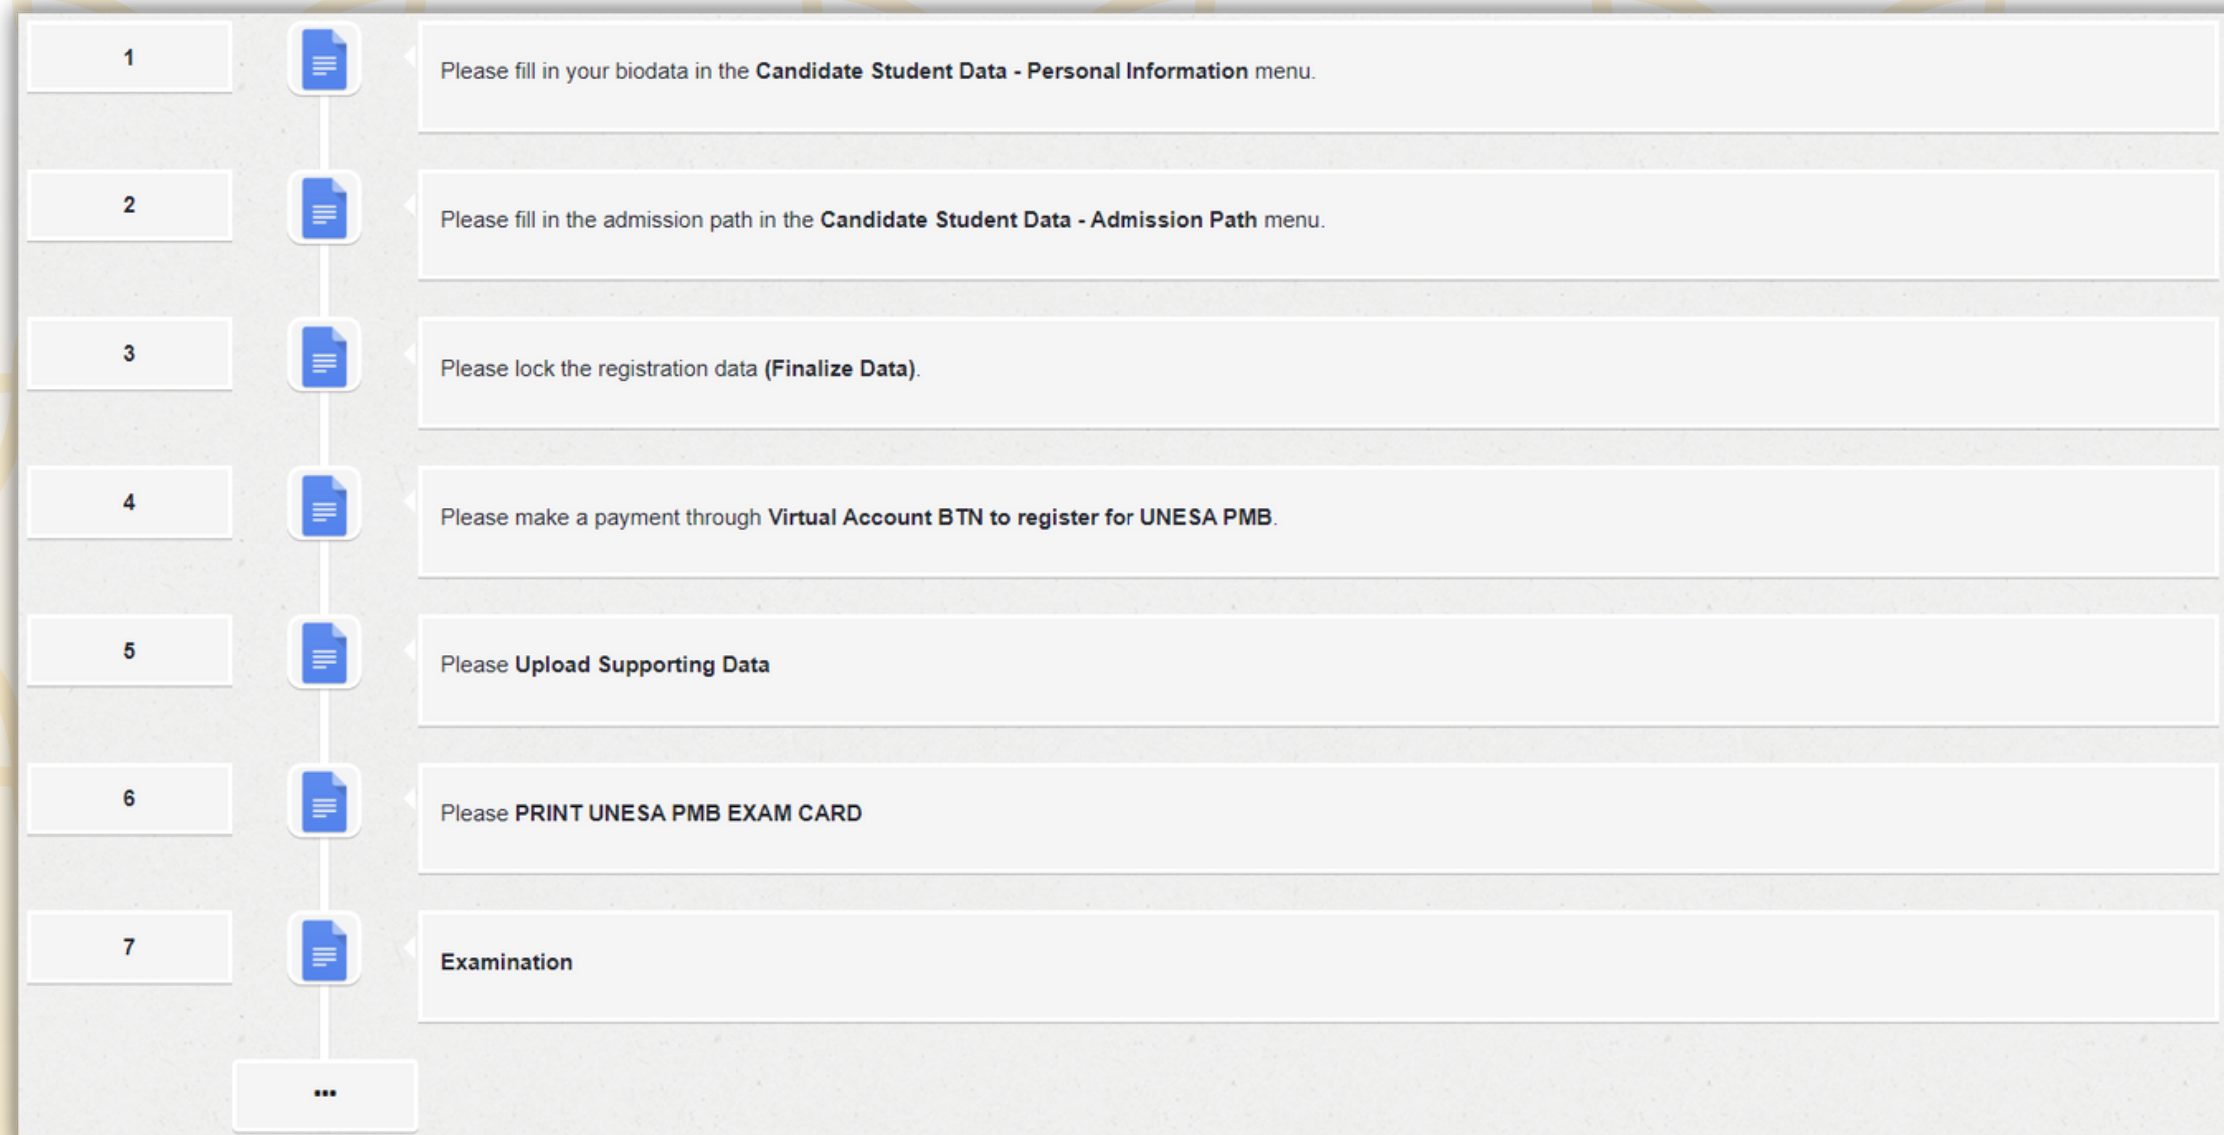 1
Please fill in your biodata in the Candidate Student Data - Personal Information menu.
2
Please fill in the admission path in the Candidate Student Data - Admission Path menu.
3
Please lock the registration data (Finalize Data).
4
Please make a payment through Virtual Account BTN to register for UNESA PMB.
5
Please Upload Supporting Data
6
Please PRINT UNESA PMB EXAM CARD
7
Examination
...